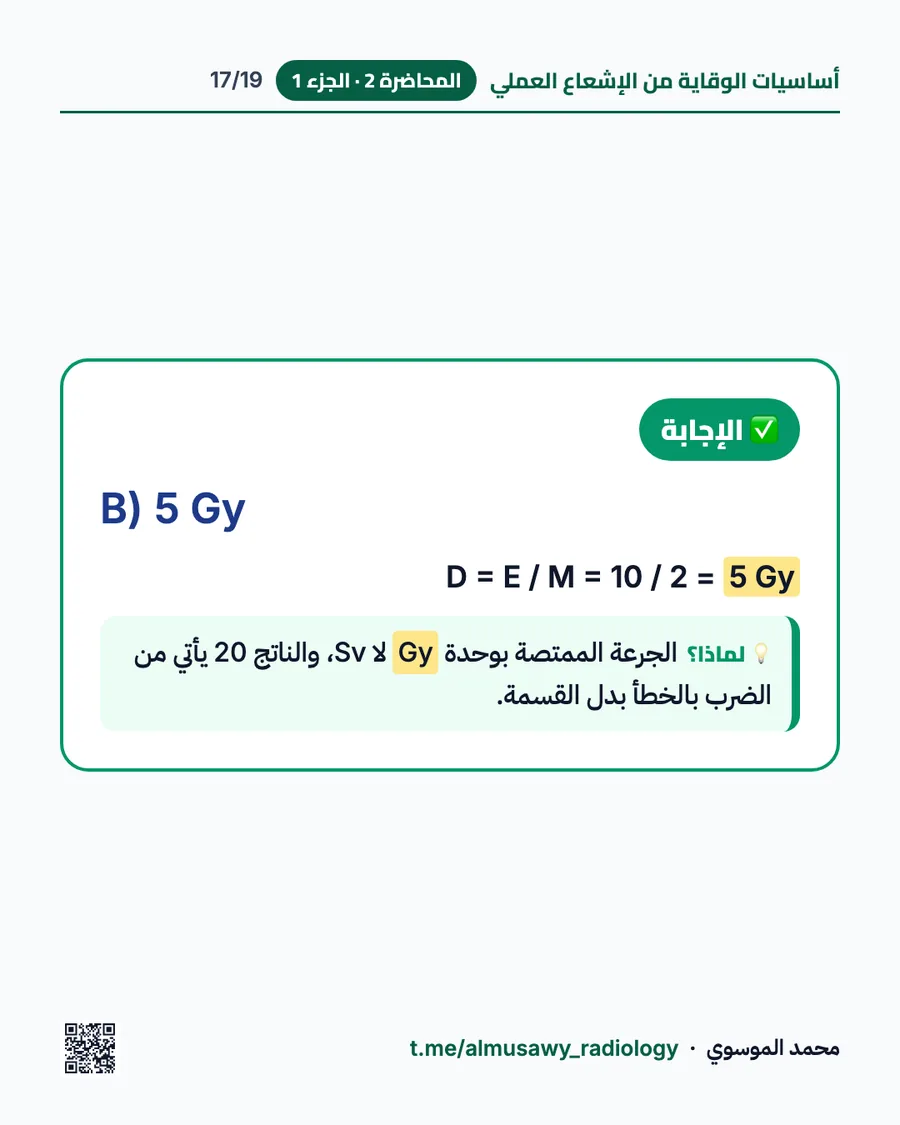 أساسيات الوقاية من الإشعاع العملي المحاضرة 2 · الجزء 1 17/19
✅ الإجابة
B) 5 Gy
D = E / M = 10 / 2 = 5 Gy
💡 لماذا؟ الجرعة الممتصة بوحدة Gy لا Sv، والناتج 20 يأتي من
الضرب بالخطأ بدل القسمة.
محمد الموسوي · t.me/almusawy_radiology